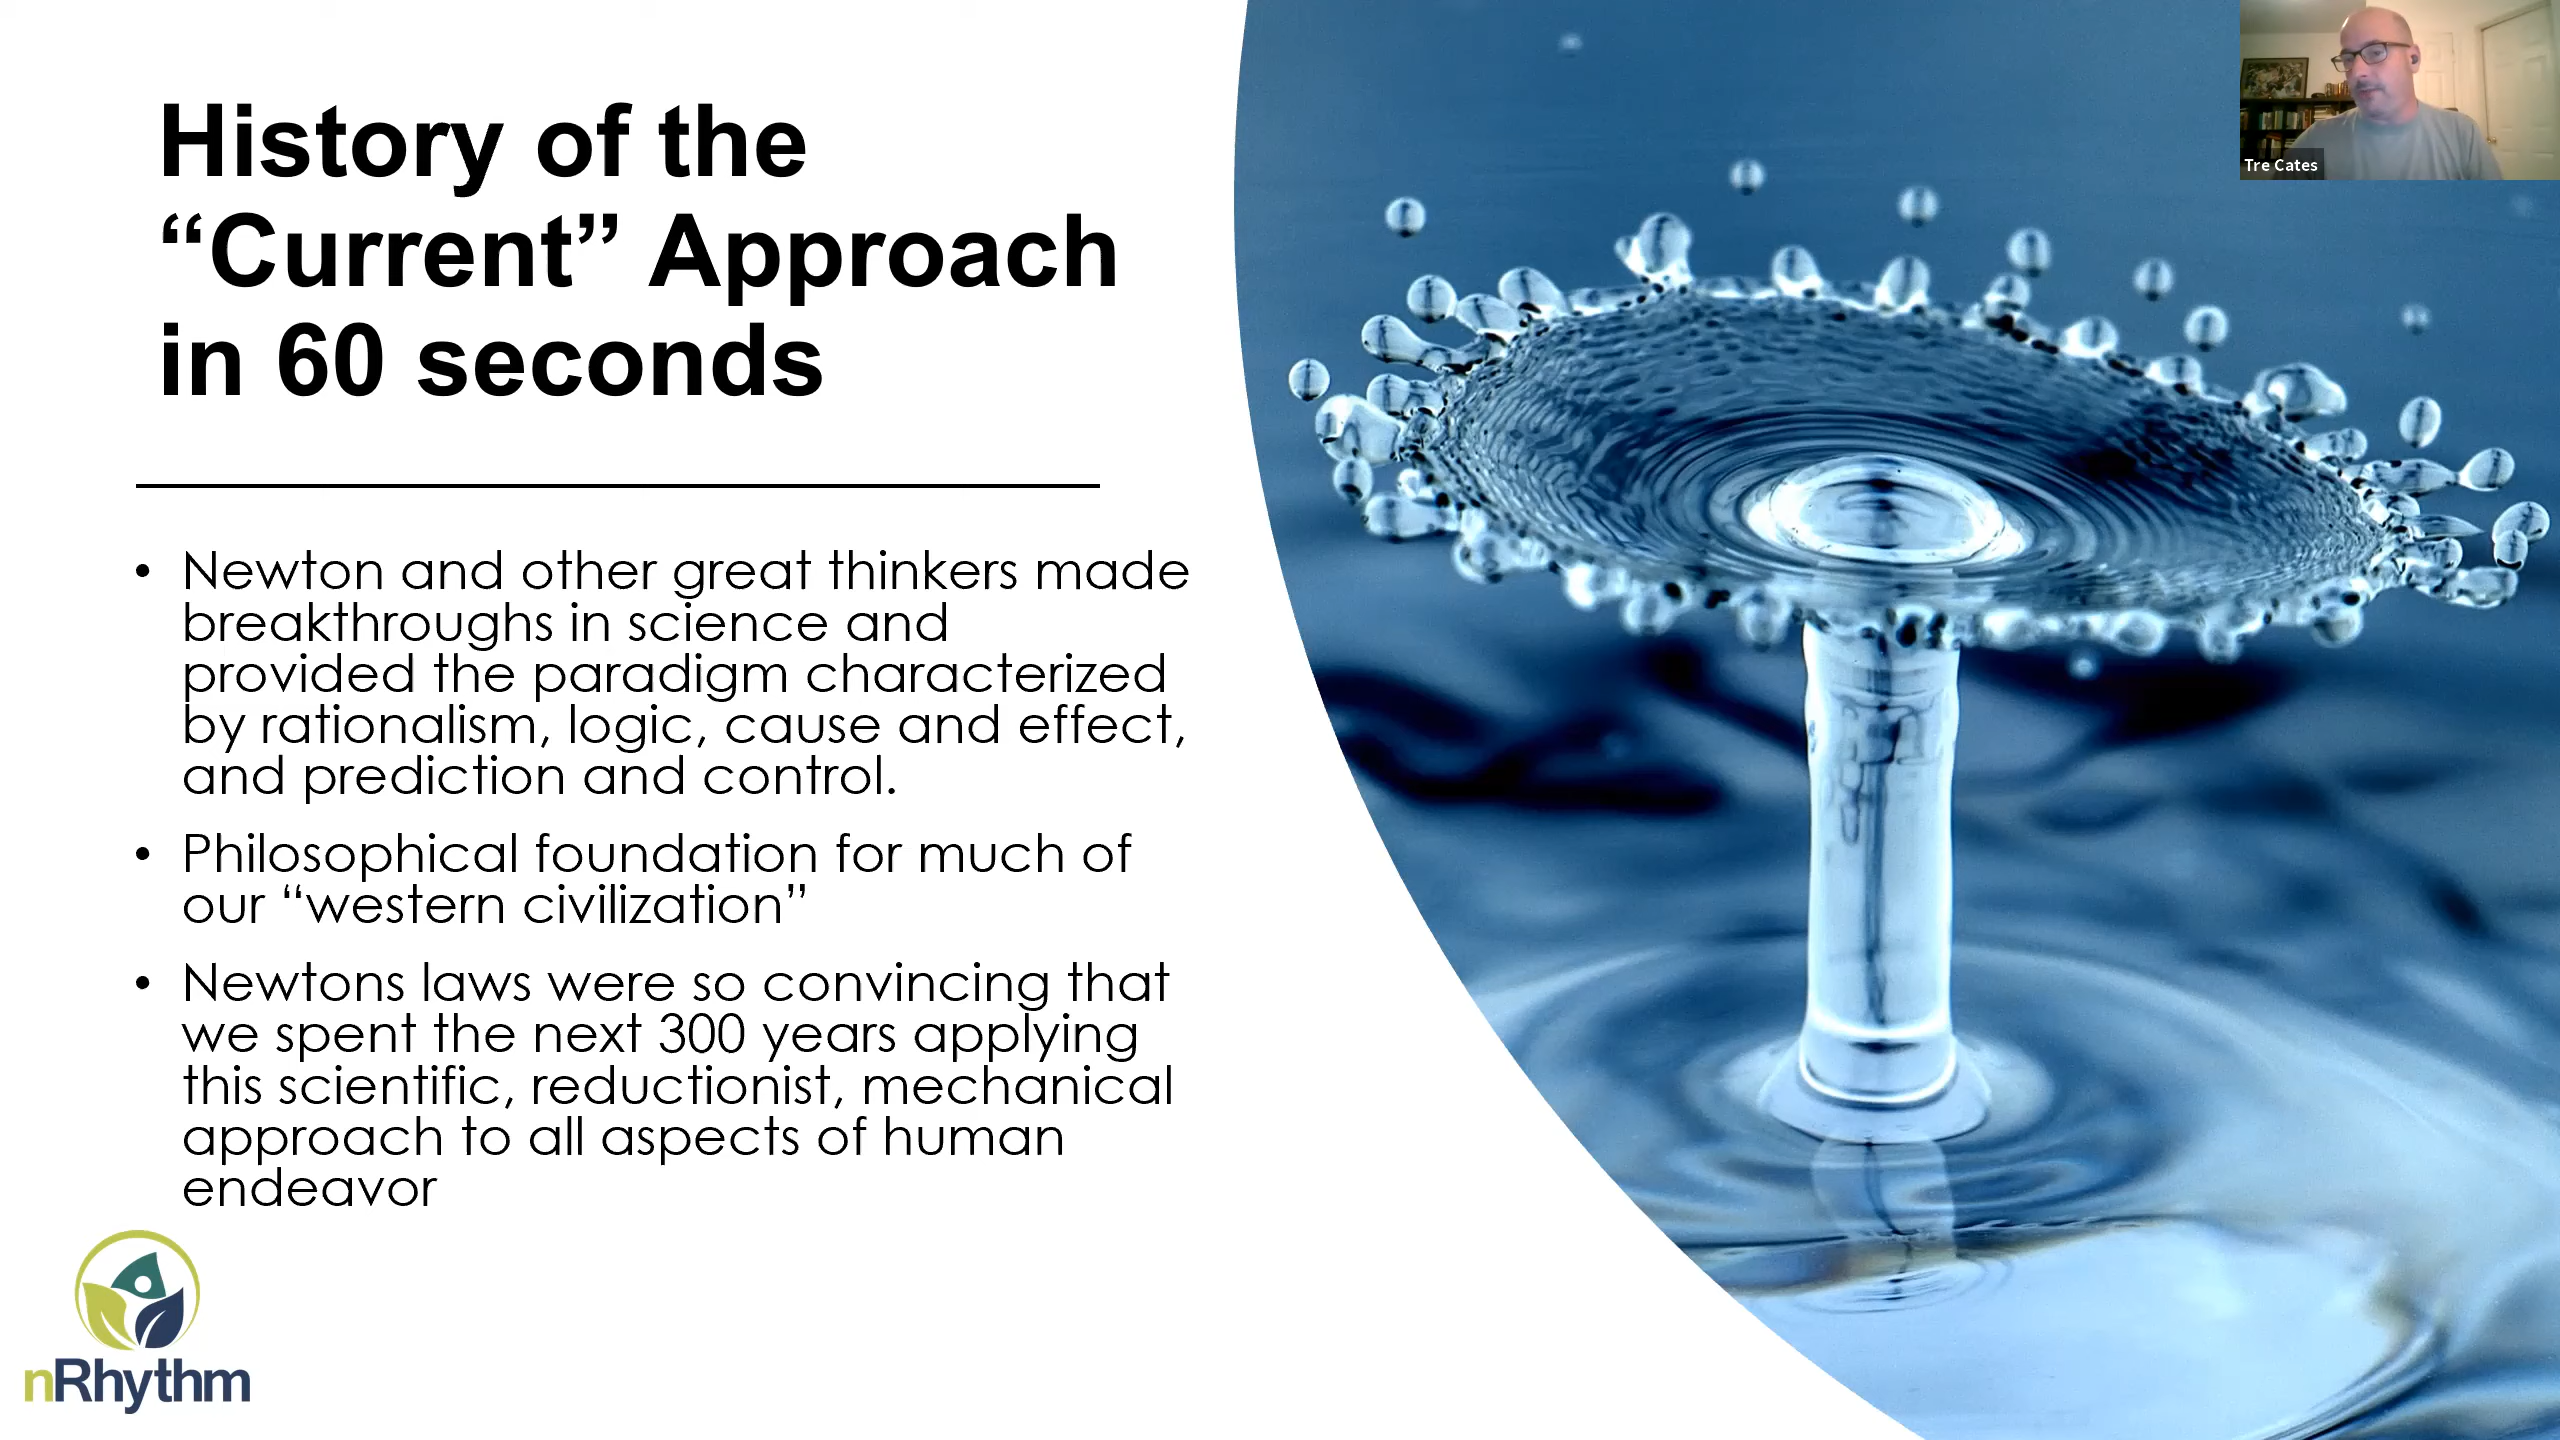 History of the
“Current” Approach
in 60 seconds
Tre Cates
• Newton and other great thinkers made
breakthroughs in science and
provided the paradigm characterized
by rationalism, logic, cause and effect,
and prediction and control.
• Philosophical foundation for much of
our “western civilization”
• Newtons laws were so convincing that
we spent the next 300 years applying
this scientific, reductionist, mechanical
approach to all aspects of human
endeavor
nRhythm